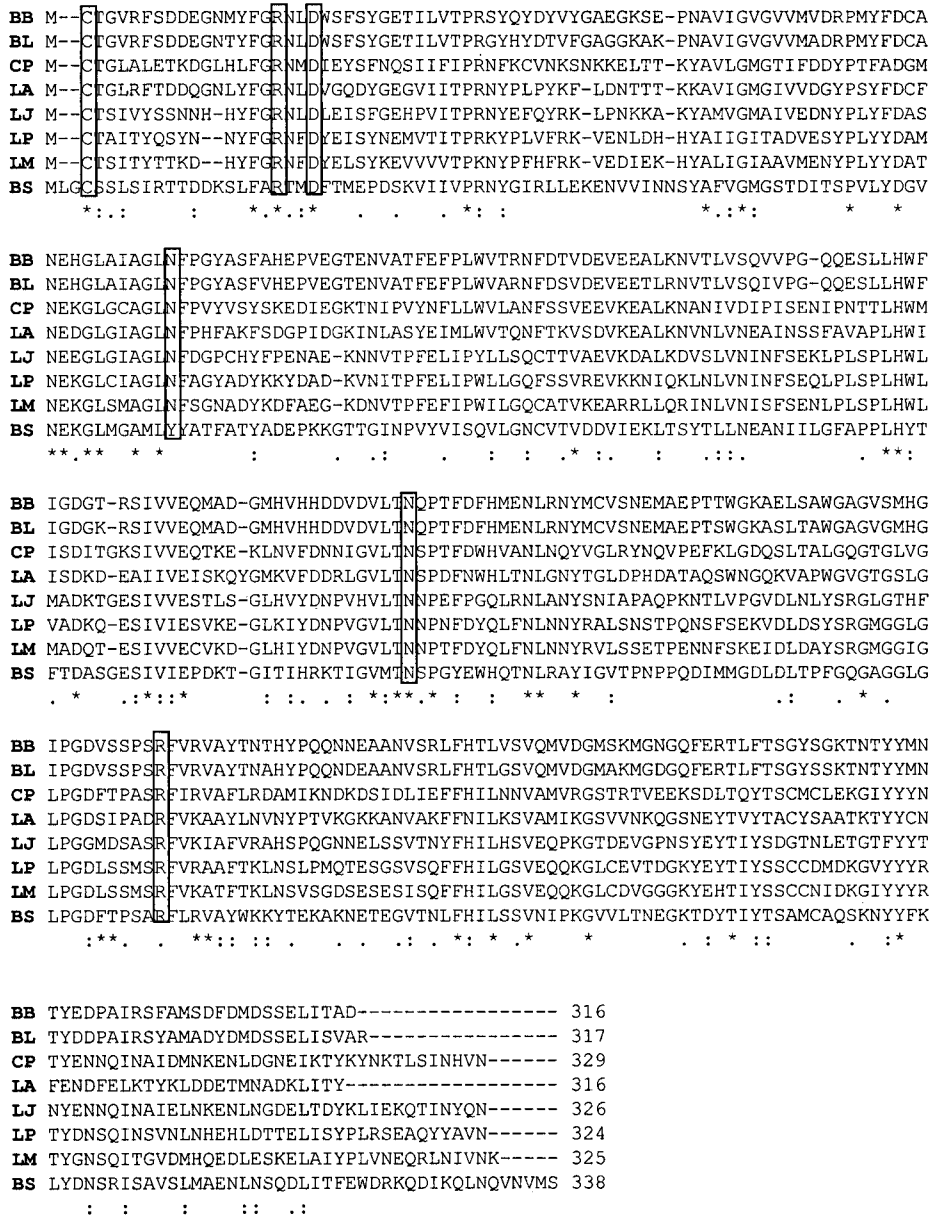 BB M--CTGVRFSDDEGNMYFGRNLDWSFSYGETILVTPRSYQYDYVYGAEGKSE-PNAVIGVGVVMVDRPMYFDCA
BL M--CTGVRFSDDEGNTYFGRNLDWSFSYGETILVTPRGYHYDTVFGAGGKAK-PNAVIGVGVVMADRPMYFDCA
CP M--CTGLALETKDGLHLFGRNMDIEYSFNQSIIFIPRNFKCVNKSNKKELTT-KYAVLGMGTIFDDYPTFADGM
LA M--CTGLRFTDDQGNLYFGRNLDVGQDYGEGVIITPRNYPLPYKF-LDNTTT-KKAVIGMGIVVDGYPSYFDCF
LJ M--CTSIVYSSNNH-HYFGRNLDLEISFGEHPVITPRNYEFQYRK-LPNKKA-KYAMVGMAIVEDNYPLYFDAS
LP M--CTAITYQSYN--NYFGRNFDYEISYNEMVTITPRKYPLVFRK-VENLDH-HYAIIGITADVESYPLYYDAM
LM M--CTSITYTTKD--HYFGRNFDYELSYKEVVVVTPKNYPFHFRK-VEDIEK-HYALIGIAAVMENYPLYYDAT
BS MLGCSSLSIRTTDDKSLFARTMDFTMEPDSKVIIVPRNYGIRLLEKENVVINNSYAFVGMGSTDITSPVLYDGV
*:.: : *.*.:* . . . **.: *.:*: * *
BB NEHGLAIAGLNFPGYASFAHEPVEGTENVATFEFPLWVTRNFDTVDEVEEALKNVTLVSQVVPG-QQESLLHWF
BL NEHGLAIAGLNFPGYASFVHEPVEGTENVATFEFPLWVARNFDSVDEVEETLRNVTLVSQIVPG-QQESLLHWF
CP NEKGLGCAGLNFPVYVSYSKEDIEGKTNIPVYNFLLWVLANFSSVEEVKEALKNANIVDIPISENIPNTTLHWM
LA NEDGLGIAGLNFPHFAKFSDGPIDGKINLASYEIMLWVTQNFTKVSDVKEALKNVNLVNEAINSSFAVAPLHWI
LJ NEEGLGIAGLNFDGPCHYFPENAE-KNNVTPFELIPYLLSQCTTVAEVKDALKDVSLVNINFSEKLPLSPLHWL
LP NEKGLCIAGLNFAGYADYKKYDAD-KVNITPFELIPWLLGQFSSVREVKKNIQKLNLVNINFSEQLPLSPLHWL
LM NEKGLSMAGLNFSGNADYKDFAEG-KDNVTPFEFIPWILGQCATVKEARRLLQRINLVNISFSENLPLSPLHWL
BS NEKGLMGAMLYYATFATYADEPKKGTTGINPVYVISQVLGNCVTVDDVIEKLTSYTLLNEANIILGFAPPLHYT
**.** * * : . .: : : *: :. : ::. . **:
BB IGDGT-RSIVVEQMAD-GMHVHHDDVDVLTNQPTFDFHMENLRNYMCVSNEMAEPTTWGKAELSAWGAGVSMHG
BL IGDGK-RSIVVEQMAD-GMHVHHDDVDVLTNQPTFDFHMENLRNYMCVSNEMAEPTSWGKASLTAWGAGVGMHG
CP ISDITGKSIVVEQTKE-KLNVFDNNIGVLTNSPTFDWHVANLNQYVGLRYNQVPEFKLGDQSLTALGQGTGLVG
LA ISDKD-EAIIVEISKQYGMKVFDDRLGVLTNSPDFNWHLTNLGNYTGLDPHDATAQSWNGQKVAPWGVGTGSLG
LJ MADKTGESIVVESTLS-GLHVYDNPVHVLTNNPEFPGQLRNLANYSNIAPAQPKNTLVPGVDLNLYSRGLGTHF
LP VADKQ-ESIVIESVKE-GLKIYDNPVGVLTNNPNFDYQLFNLNNYRALSNSTPQNSFSEKVDLDSYSRGMGGLG
LM MADQT-ESIVVECVKD-GLHIYDNPVGVLTNNPTFDYQLFNLNNYRVLSSETPENNFSKEIDLDAYSRGMGGIG
BS FTDASGESIVIEPDKT-GITIHRKTIGVMTNSPGYEWHQTNLRAYIGVTPNPPQDIMMGDLDLTPFGQGAGGLG
. * .:*::* : : . : *:**.* : : ** * : .: . * .
BB IPGDVSSPSRFVRVAYTNTHYPQQNNEAANVSRLFHTLVSVQMVDGMSKMGNGQFERTLFTSGYSGKTNTYYMN
BL IPGDVSSPSRFVRVAYTNAHYPQQNDEAANVSRLFHTLGSVQMVDGMAKMGDGQFERTLFTSGYSSKTNTYYMN
CP LPGDFTPASRFIRVAFLRDAMIKNDKDSIDLIEFFHILNNVAMVRGSTRTVEEKSDLTQYTSCMCLEKGIYYYN
LA LPGDSIPADRFVKAAYLNVNYPTVKGKKANVAKFFNILKSVAMIKGSVVNKQGSNEYTVYTACYSAATKTYYCN
LJ LPGGMDSASRFVKIAFVRAHSPQGNNELSSVTNYFHILHSVEQPKGTDEVGPNSYEYTIYSDGTNLETGTFYYT
LP LPGDLSSMSRFVRAAFTKLNSLPMQTESGSVSQFFHILGSVEQQKGLCEVTDGKYEYTIYSSCCDMDKGVYYYR
LM LPGDLSSMSRFVKATFTKLNSVSGDSESESISQFFHILGSVEQQKGLCDVGGGKYEHTIYSSCCNIDKGIYYYR
BS LPGDFTPSARFLRVAYWKKYTEKAKNETEGVTNLFHILSSVNIPKGVVLTNEGKTDYTIYTSAMCAQSKNYYFK
:**. . **:: :: . . .: . *: * .* * . : * :: . :*
BB TYEDPAIRSFAMSDFDMDSSELITAD---------------- 316
BL TYDDPAIRSYAMADYDMDSSELISVAR--------------- 317
CP TYENNQINAIDMNKENLDGNEIKTYKYNKTLSINHVN------ 329
LA FENDFELKTYKLDDETMNADKLITY----------------- 316
LJ NYENNQINAIELNKENLNGDELTDYKLIEKQTINYQN------ 326
LP TYDNSQINSVNLNHEHLDTTELISYPLRSEAQYYAVN------ 324
LM TYGNSQITGVDMHQEDLESKELAIYPLVNEQRLNIVNK----- 325
BS LYDNSRISAVSLMAENLNSQDLITFEWDRKQDIKQLNQVNVMS 338
: : : :: .: